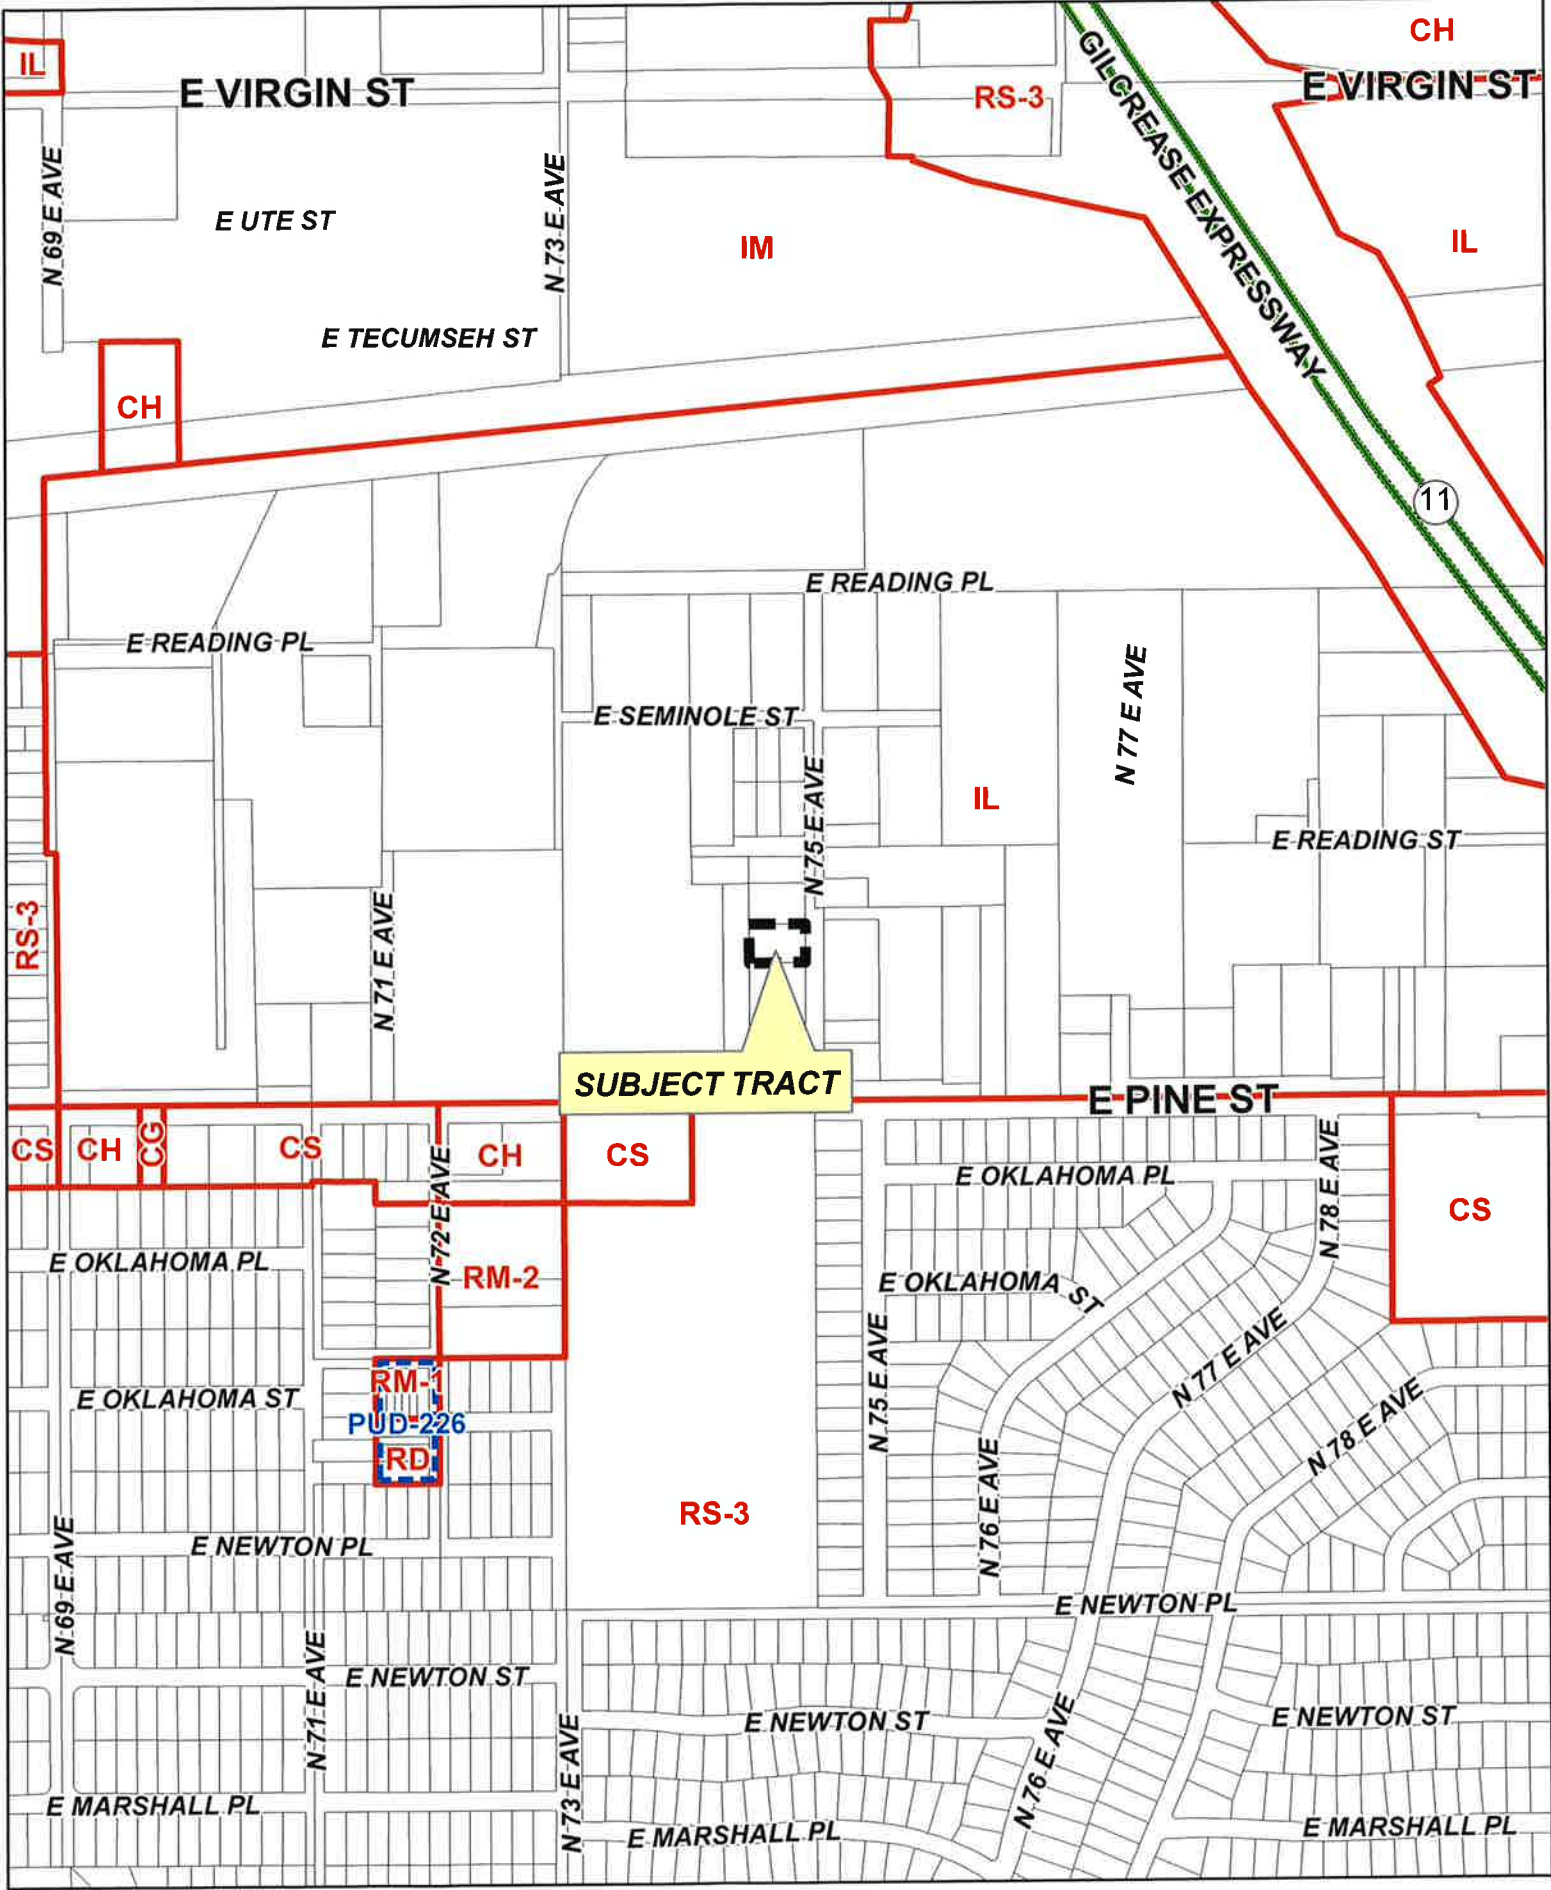 CH
IL
E VIRGIN ST
RS-3
E VIRGIN ST
GILCREASE EXPRESSWAY
N 69 E AVE
N 73 E AVE
E UTE ST
IM
IL
E TECUMSEH ST
CH
11
E READING PL
E READING PL
N 77 E AVE
E SEMINOLE ST
N 75 E AVE
IL
E READING ST
RS-3
N 71 E AVE
SUBJECT TRACT
E PINE ST
CS
CH
CG
CS
CH
CS
N 72 E AVE
E OKLAHOMA PL
N 78 E AVE
CS
E OKLAHOMA PL
RM-2
E OKLAHOMA ST
N 75 E AVE
N 77 E AVE
RM-1
E OKLAHOMA ST
PUD-226
RD
N 78 E AVE
N 76 E AVE
RS-3
N 69 E AVE
E NEWTON PL
E NEWTON PL
N 71 E AVE
E NEWTON ST
N 73 E AVE
E NEWTON ST
N 76 E AVE
E NEWTON ST
E MARSHALL PL
E MARSHALL PL
E MARSHALL PL